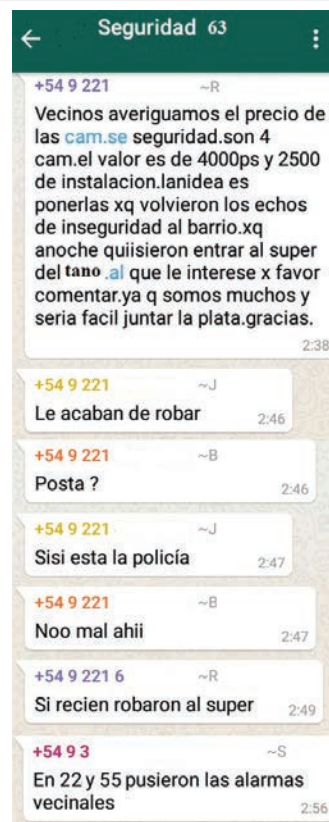 Seguridad 63
+54 9 221 ~R
Vecinos averiguamos el precio de
las cam.se seguridad.son 4
cam.el valor es de 4000ps y 2500
de instalacion.lanidea es
ponerlas xq volvieron los echos
de inseguridad al barrio.xq
anoche quiisieron entrar al super
del tano .al que le interese x favor
comentar.ya q somos muchos y
seria facil juntar la plata.gracias.
2:38
+54 9 221 ~J
Le acaban de robar 2:46
+54 9 221 ~B
Posta ? 2:46
+54 9 221 ~J
Sisi esta la policía 2:47
+54 9 221 ~B
Noo mal ahii 2:47
+54 9 221 6 ~R
Si recien robaron al super 2:49
+54 9 3 ~S
En 22 y 55 pusieron las alarmas
vecinales 2:56